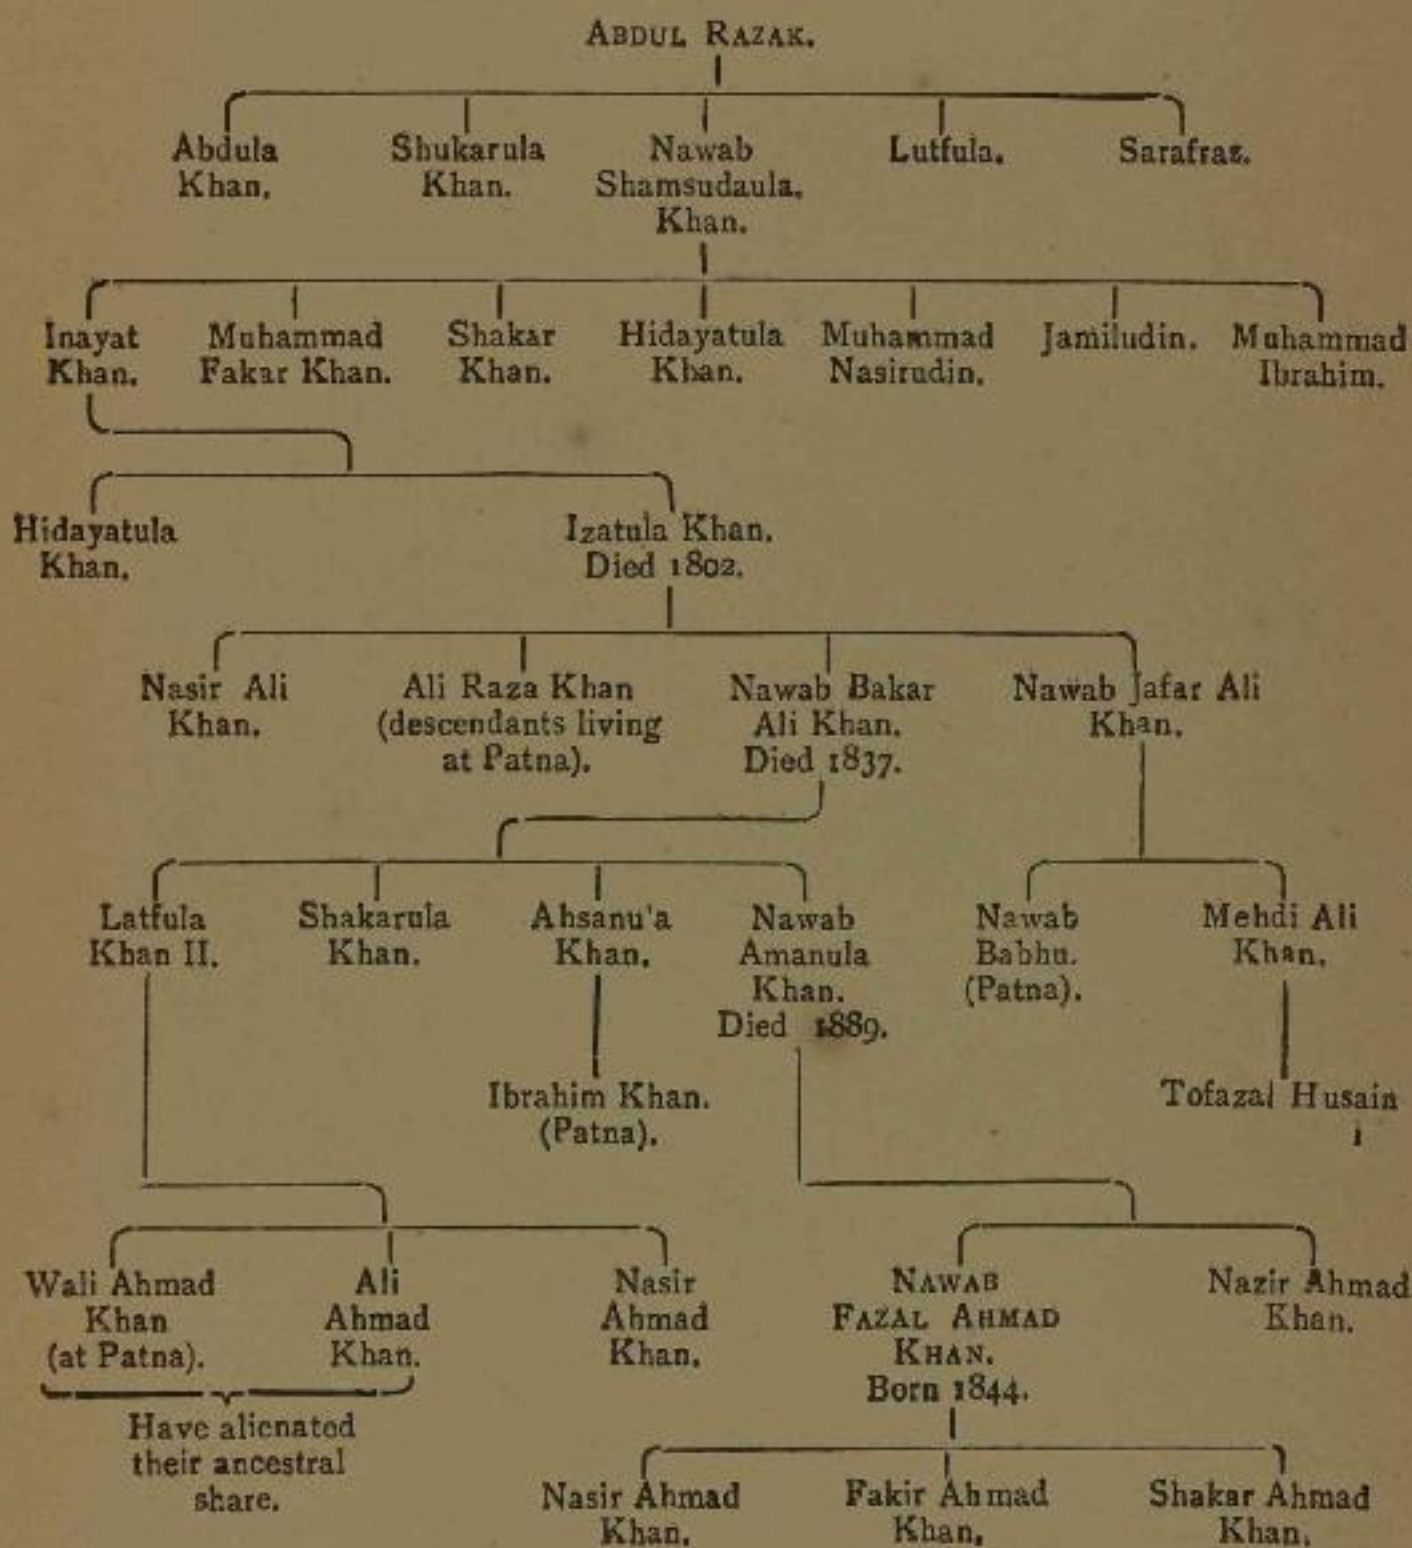 ABDUL RAZAK.
Abdula
Khan.
Shukarula
Khan.
Nawab
Shamsudaula,
Khan.
Lutfula.
Sarafraz.
Inayat
Khan.
Muhammad
Fakar Khan.
Shakar
Khan.
Hidayatula
Khan.
Muhammad
Nasirudin.
Jamiludin.
Muhammad
Ibrahim.
Hidayatula
Khan.
Izatula Khan.
Died 1802.
Nasir Ali
Khan.
Ali Raza Khan
(descendants living
at Patna).
Nawab Bakar
Ali Khan.
Died 1837.
Nawab Jafar Ali
Khan.
Latfula
Khan II.
Shakarula
Khan.
Ahsanu'a
Khan.
Nawab
Amanula
Khan.
Died 1889.
Nawab
Babhu.
(Patna).
Mehdi Ali
Khan.
Ibrahim Khan.
(Patna).
Tofazal Husain
Wali Ahmad
Khan
(at Patna).
Ali
Ahmad
Khan.
Nasir
Ahmad
Khan.
NAWAB
FAZAL AHMAD
KHAN.
Born 1844.
Nazir Ahmad
Khan.
Have alienated
their ancestral
share.
Nasir Ahmad
Khan.
Fakir Ahmad
Khan,
Shakar Ahmad
Khan.